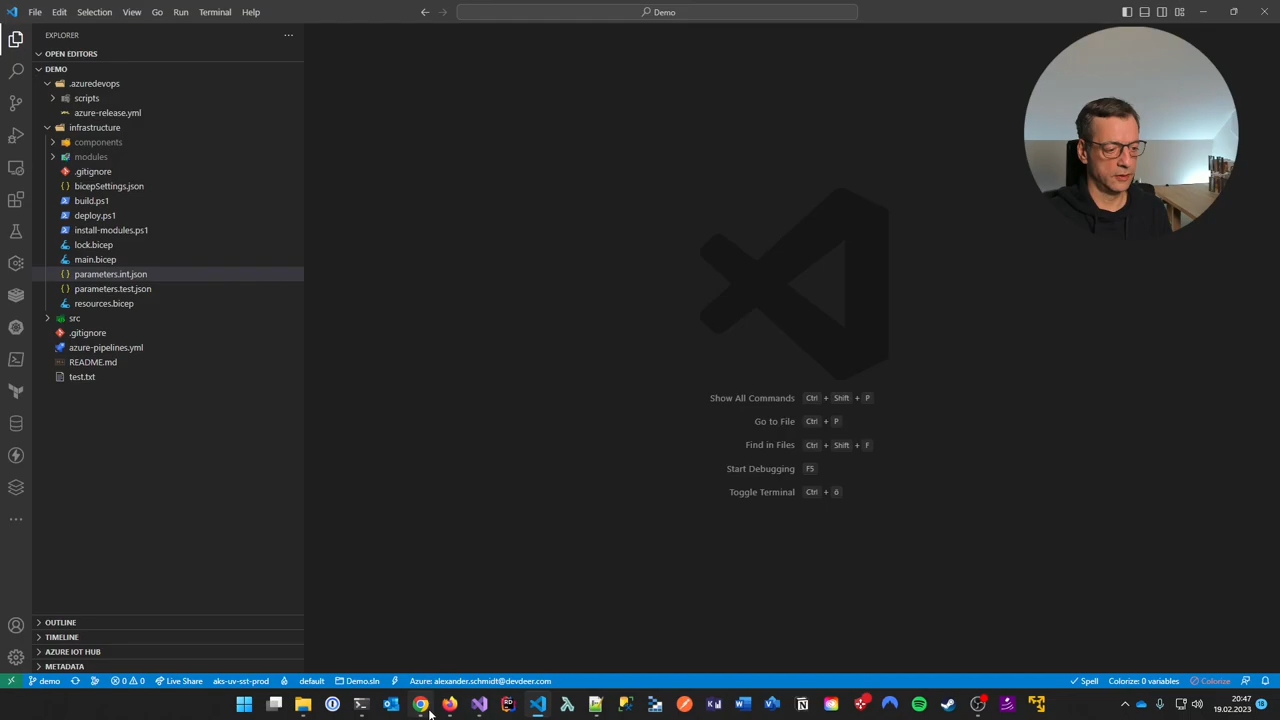 File Edit Selection View Go Run Terminal Help
Demo
EXPLORER
OPEN EDITORS
DEMO
.azuredevops
scripts
azure-release.yml
infrastructure
components
modules
.gitignore
bicepSettings.json
build.ps1
deploy.ps1
install-modules.ps1
lock.bicep
main.bicep
parameters.int.json
parameters.test.json
resources.bicep
src
.gitignore
azure-pipelines.yml
README.md
test.txt
Show All Commands Ctrl + Shift + P
Go to File Ctrl + P
Find in Files Ctrl + Shift + F
Start Debugging F5
Toggle Terminal Ctrl + ö
OUTLINE
TIMELINE
AZURE IOT HUB
METADATA
demo 0 0 Live Share aks-uv-sst-prod default Demo.sln Azure: alexander.schmidt@devdeer.com Spell Colorize: 0 variables Colorize
20:47
19.02.2023